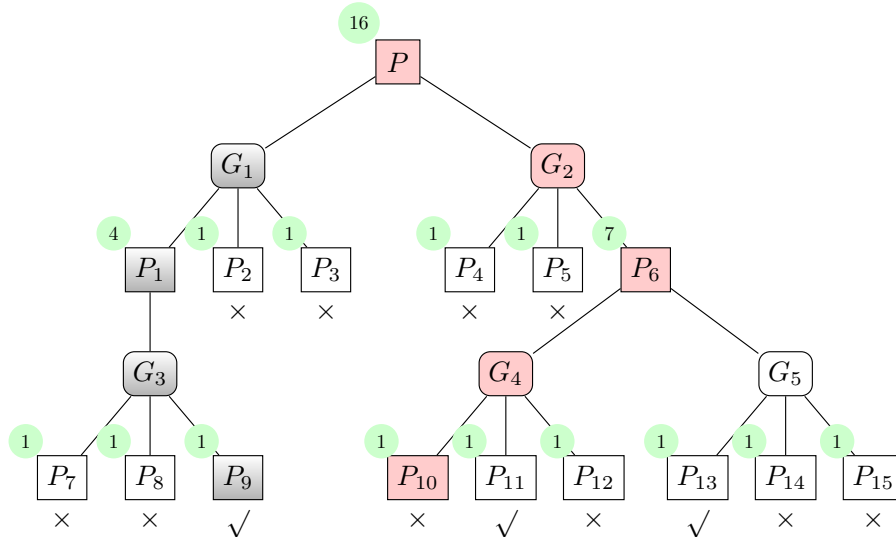 16
P
G₁ G₂
4 1 1 1 1 7
P₁ P₂ P₃ P₄ P₅ P₆
× × × ×
G₃ G₄ G₅
1 1 1 1 1 1 1 1 1
P₇ P₈ P₉ P₁₀ P₁₁ P₁₂ P₁₃ P₁₄ P₁₅
× × √ × √ × √ × ×